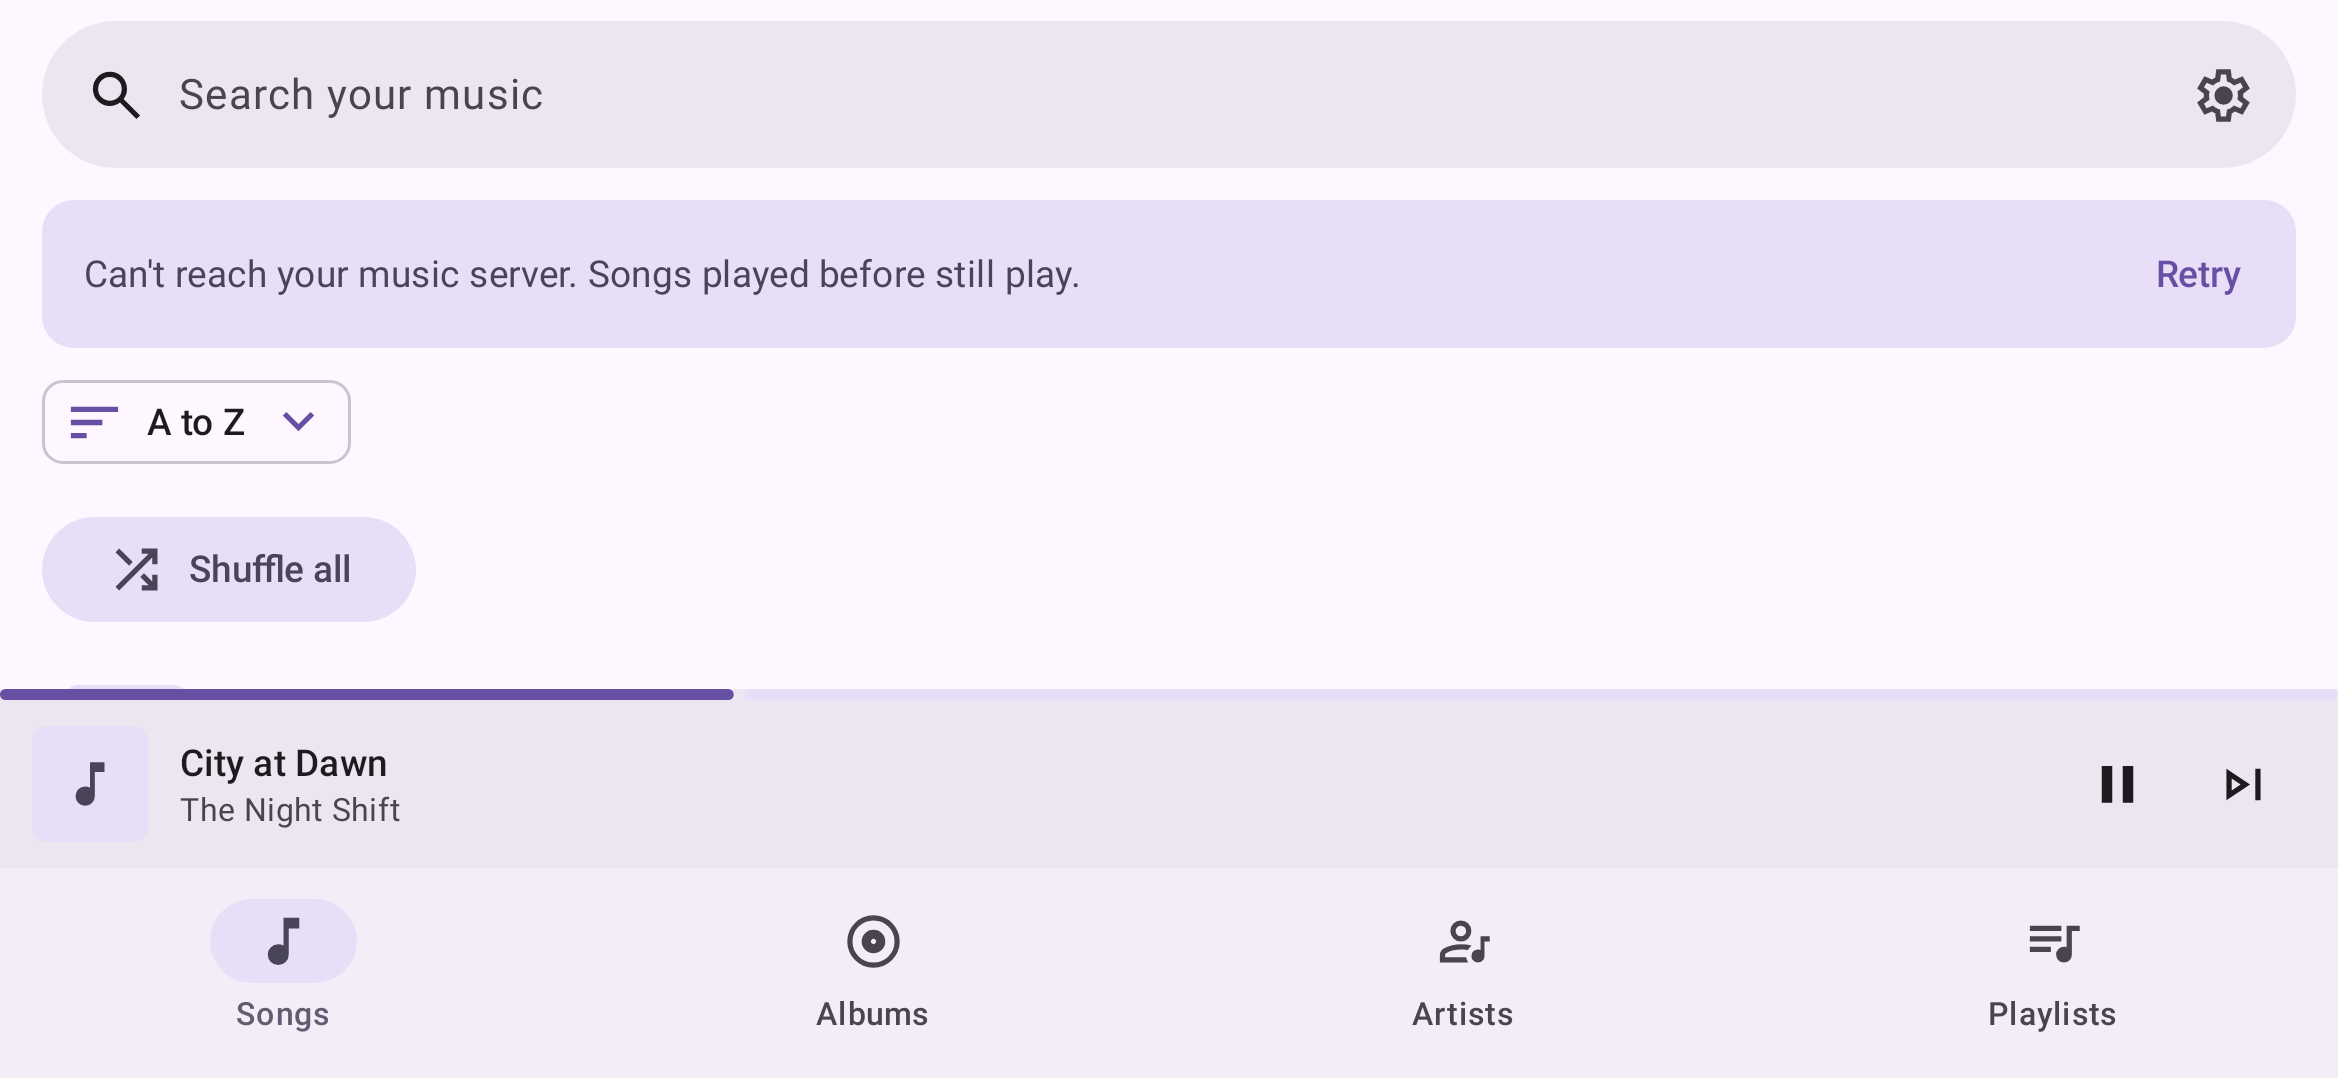 Search your music
Can't reach your music server. Songs played before still play.
Retry
A to Z
Shuffle all
City at Dawn
The Night Shift
Songs
Albums
Artists
Playlists